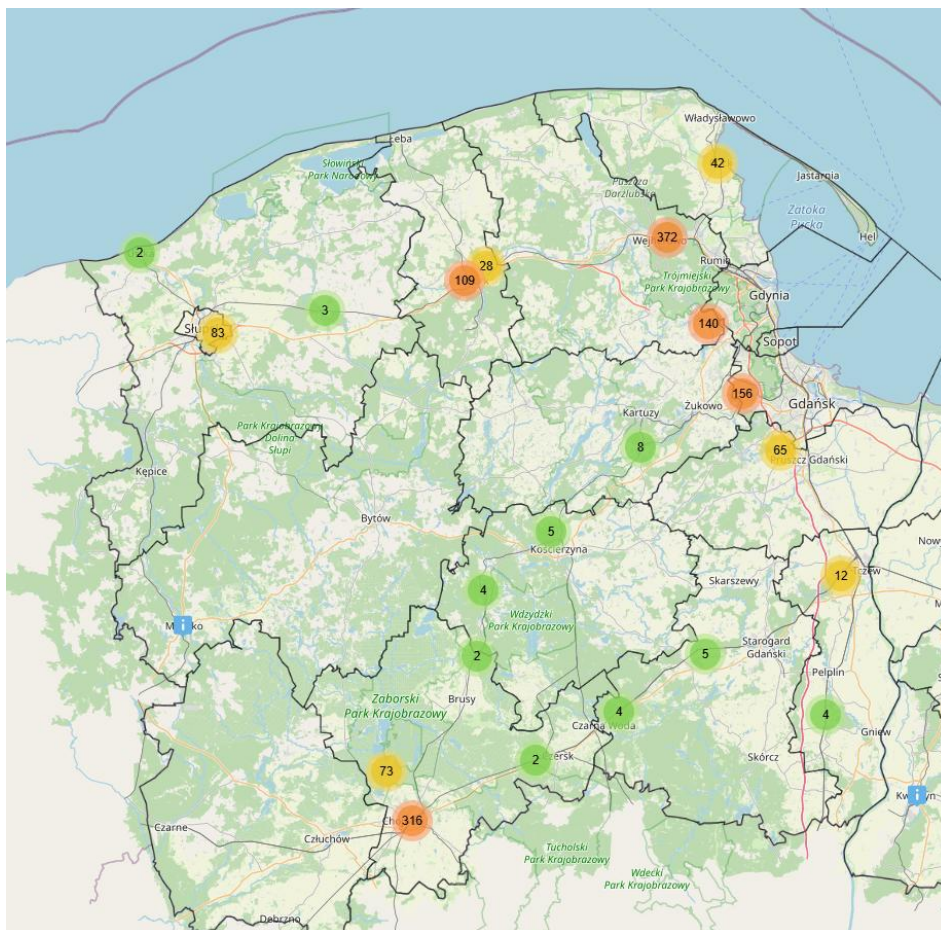 Władysławowo
Łeba
42
Słowiński
Park Narodowy
Jastarnia
Puszcza
Darżlubska
Zatoka
Pucka
372
Hel
2
28
109
Trójmiejski
Park Krajobrazowy
Gdynia
3
83
140
Sopot
156
Kartuzy
Żukowo
Gdańsk
Park Krajobrazowy
Dolina
Słupi
8
65
Gdański
Kępice
Bytów
5
Kościerzyna
12
Skarszewy
4
Wdzydzki
Park Krajobrazowy
i
2
5
Starogard
Gdański
Zaborski
Park Krajobrazowy
Brusy
Pelplin
4
4
Czarna Woda
Gniew
73
2
Skórcz
i
316
Czarne
Człuchów
Tucholski
Park Krajobrazowy
Wdecki
Park Krajobrazowy
Debrzno